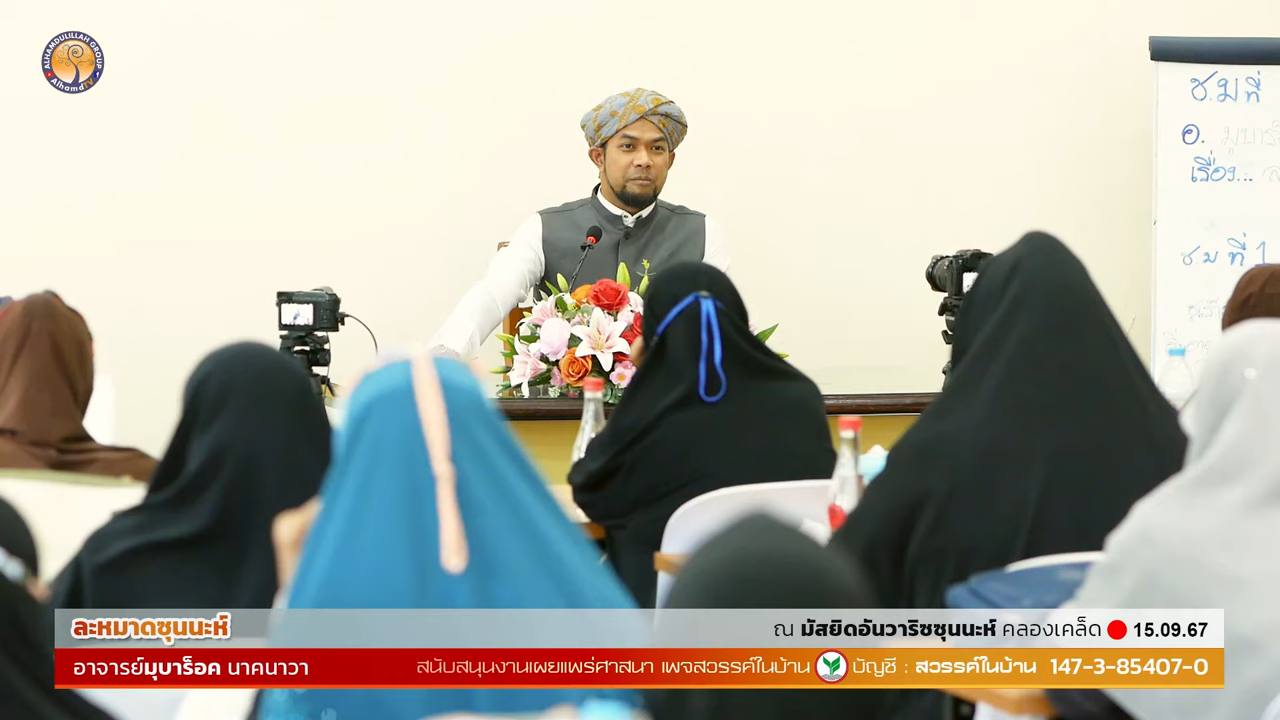 ALHAMDULILLAH GROUP
AlhamdTV
ช.ม ที่
อ. มูบาร็
เรื่อง...
ช ม ที่ 1
ละหมาดซุนนะห์
ณ มัสยิดอันวาริซซุนนะห์ คลองเคล็ด 15.09.67
อาจารย์มุบาร็อค นาคนาวา
สนับสนุนงานเผยแพร่ศาสนา เพจสวรรค์ในบ้าน บัญชี : สวรรค์ในบ้าน 147-3-85407-0